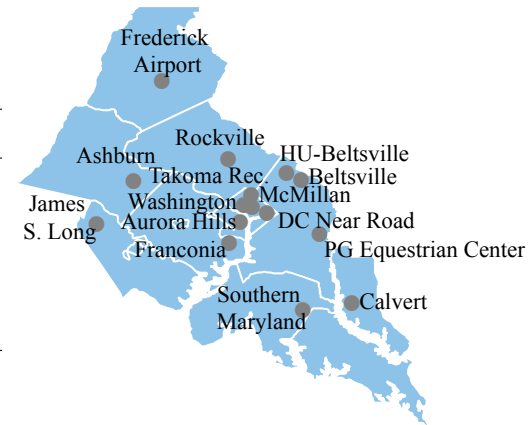 Frederick
Airport
Rockville
Ashburn
HU-Beltsville
Takoma Rec.
Beltsville
James
S. Long
Washington
McMillan
Aurora Hills
DC Near Road
Franconia
PG Equestrian Center
Southern
Maryland
Calvert